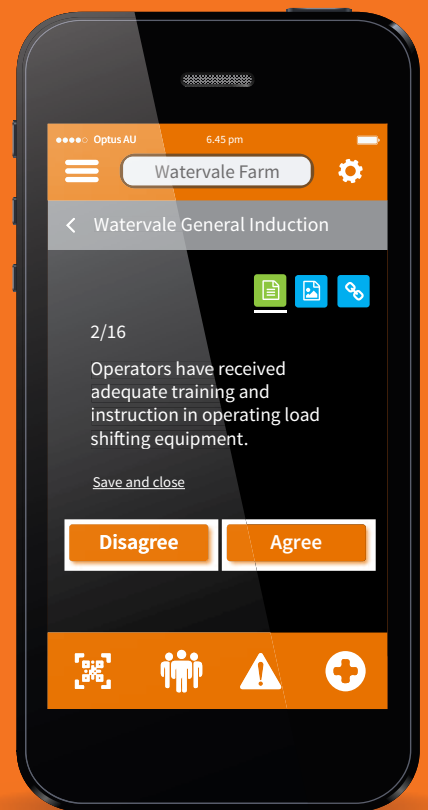 Optus AU 6.45 pm
Watervale Farm
Watervale General Induction
2/16
Operators have received
adequate training and
instruction in operating load
shifting equipment.
Save and close
Disagree Agree